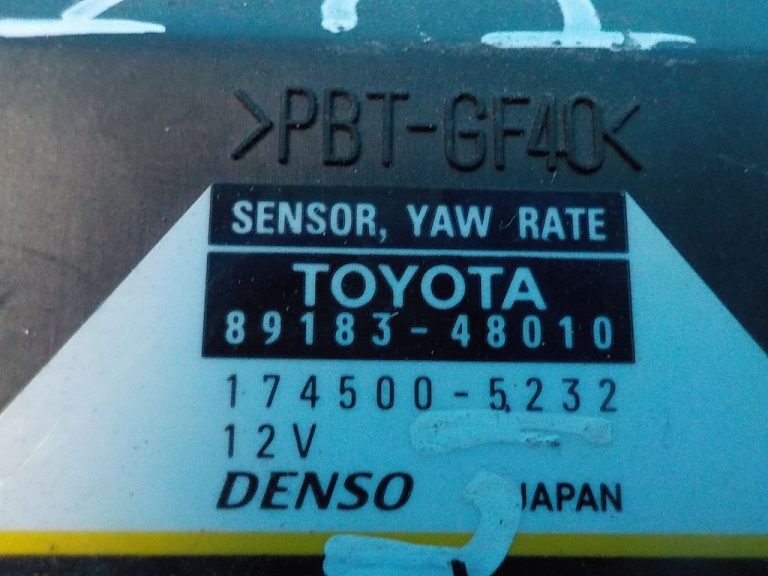 >PBT-GF40<
SENSOR, YAW RATE
TOYOTA
89183-48010
174500-5232
12V
DENSO JAPAN